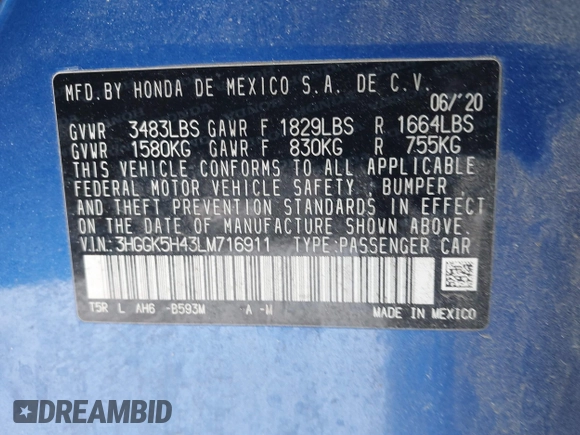 MFD.BY HONDA DE MEXICO S.A. DE C.V.
06/'20
GVWR 3483LBS GAWR F 1829LBS R 1664LBS
GVWR 1580KG GAWR F 830KG R 755KG
THIS VEHICLE CONFORMS TO ALL APPLICABLE
FEDERAL MOTOR VEHICLE SAFETY , BUMPER ,
AND THEFT PREVENTION STANDARDS IN EFFECT
ON THE DATE OF MANUFACTURE SHOWN ABOVE.
V.I.N.:3HGGK5H43LM716911 TYPE:PASSENGER CAR
T5R L AH6 -B593M A -M MADE IN MEXICO
DREAMBID